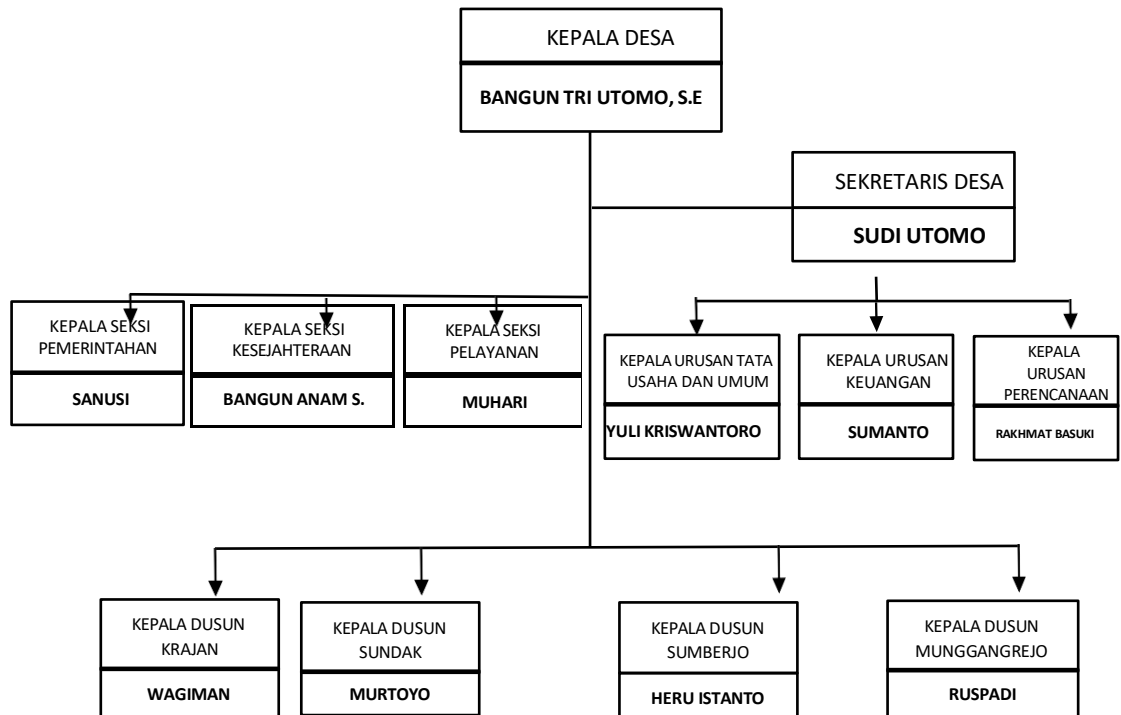 KEPALA DESA
BANGUN TRI UTOMO, S.E
SEKRETARIS DESA
SUDI UTOMO
KEPALA SEKSI
PEMERINTAHAN
SANUSI
KEPALA SEKSI
KESEJAHTERAAN
BANGUN ANAM S.
KEPALA SEKSI
PELAYANAN
MUHARI
KEPALA URUSAN TATA
USAHA DAN UMUM
YULI KRISWANTORO
KEPALA URUSAN
KEUANGAN
SUMANTO
KEPALA
URUSAN
PERENCANAAN
RAKHMAT BASUKI
KEPALA DUSUN
KRAJAN
WAGIMAN
KEPALA DUSUN
SUNDAK
MURTOYO
KEPALA DUSUN
SUMBERJO
HERU ISTANTO
KEPALA DUSUN
MUNGGANGREJO
RUSPADI